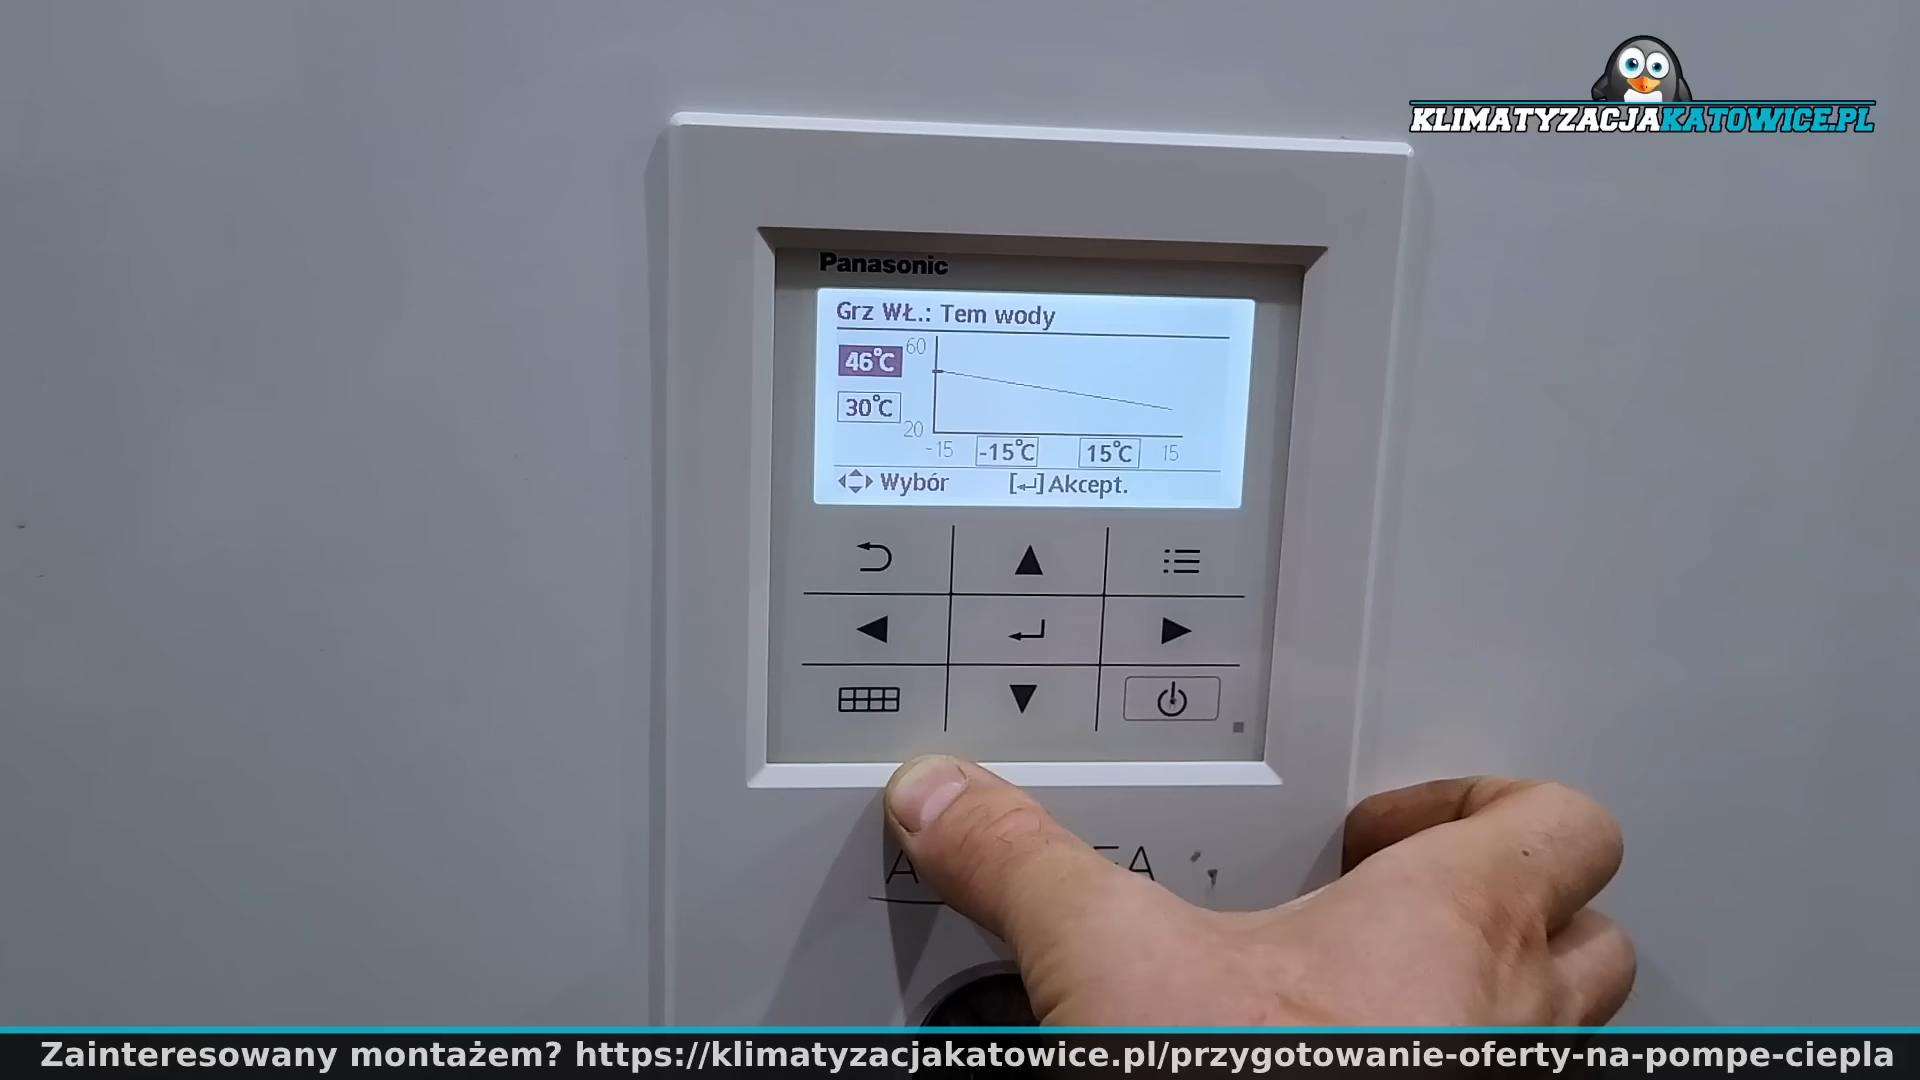 KLIMATYZACJAKATOWICE.PL
Panasonic
Grz WŁ.: Tem wody
46°C
60
30°C
20
-15 -15°C 15°C 15
Wybór [↵]Akcept.
Zainteresowany montażem? https://klimatyzacjakatowice.pl/przygotowanie-oferty-na-pompe-ciepla